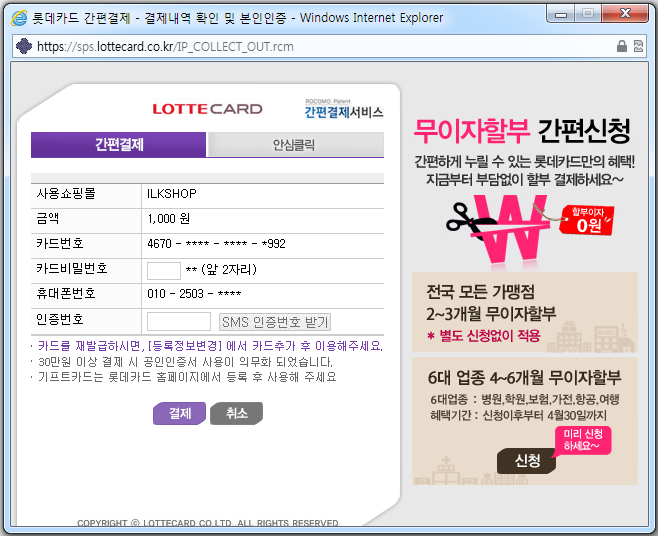 롯데카드 간편결제 - 결제내역 확인 및 본인인증 - Windows Internet Explorer
https://sps.lottecard.co.kr/IP_COLLECT_OUT.rcm
LOTTECARD
ROCOMO Patent
간편결제서비스
간편결제
안심클릭
사용쇼핑몰 ILKSHOP
금액 1,000 원
카드번호 4670 - **** - **** - *992
카드비밀번호 ** (앞 2자리)
휴대폰번호 010 - 2503 - ****
인증번호 SMS 인증번호 받기
· 카드를 재발급하시면, [등록정보변경] 에서 카드추가 후 이용해주세요.
· 30만원 이상 결제 시 공인인증서 사용이 의무화 되었습니다.
· 기프트카드는 롯데카드 홈페이지에서 등록 후 사용해 주세요
결제
취소
COPYRIGHT ⓒ LOTTECARD CO.LTD. ALL RIGHTS RESERVED
무이자할부 간편신청
간편하게 누릴 수 있는 롯데카드만의 혜택!
지금부터 부담없이 할부 결제하세요~
₩
할부이자
0원
전국 모든 가맹점
2~3개월 무이자할부
* 별도 신청없이 적용
6대 업종 4~6개월 무이자할부
6대업종 : 병원,학원,보험,가전,항공,여행
혜택기간 : 신청이후부터 4월30일까지
미리 신청
하세요~
신청